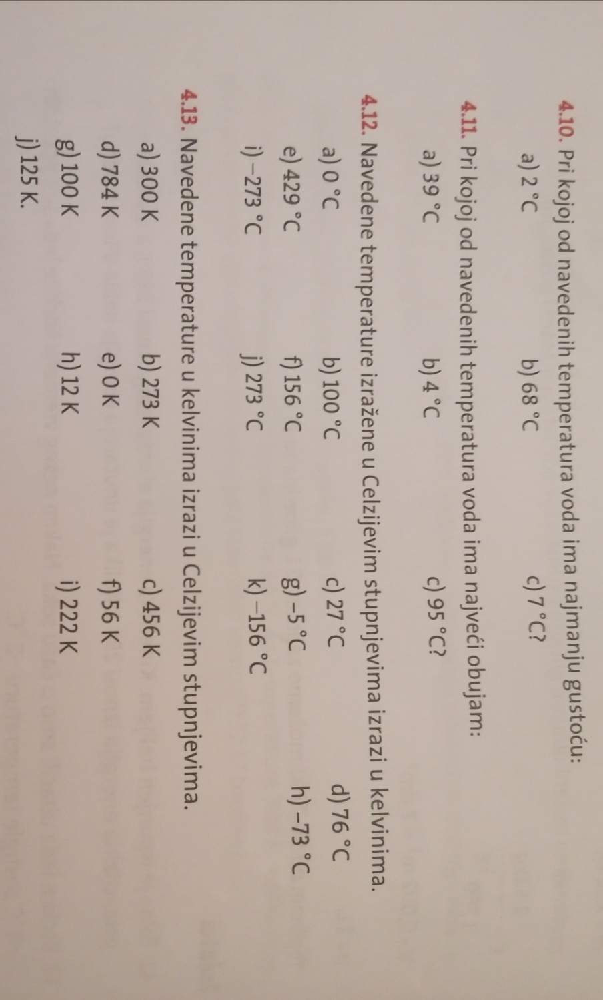 4.10. Pri kojoj od navedenih temperatura voda ima najmanju gustoću:
a) 2 °C b) 68 °C c) 7 °C?
4.11. Pri kojoj od navedenih temperatura voda ima najveći obujam:
a) 39 °C b) 4 °C c) 95 °C?
4.12. Navedene temperature izražene u Celzijevim stupnjevima izrazi u kelvinima.
a) 0 °C b) 100 °C c) 27 °C d) 76 °C
e) 429 °C f) 156 °C g) –5 °C h) –73 °C
i) –273 °C j) 273 °C k) –156 °C
4.13. Navedene temperature u kelvinima izrazi u Celzijevim stupnjevima.
a) 300 K b) 273 K c) 456 K
d) 784 K e) 0 K f) 56 K
g) 100 K h) 12 K i) 222 K
j) 125 K.